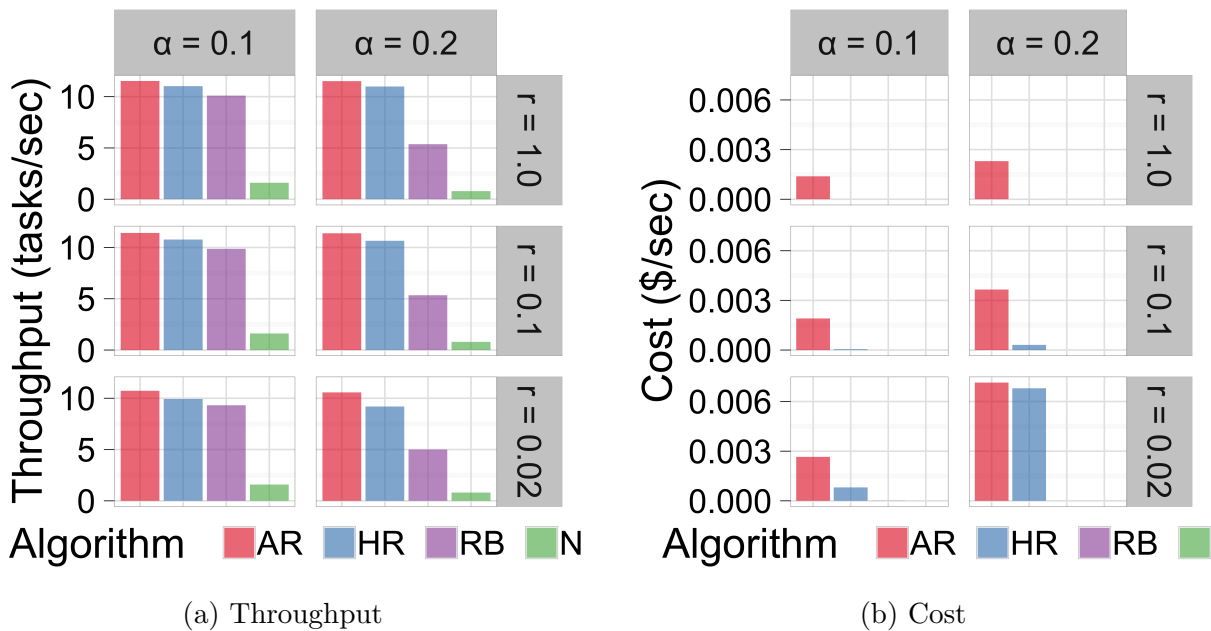 α = 0.1
α = 0.2
Throughput (tasks/sec)
10
5
0
r = 1.0
10
5
0
r = 0.1
10
5
0
r = 0.02
Algorithm AR HR RB N
(a) Throughput
α = 0.1
α = 0.2
Cost ($/sec)
0.006
0.003
0.000
r = 1.0
0.006
0.003
0.000
r = 0.1
0.006
0.003
0.000
r = 0.02
Algorithm AR HR RB
(b) Cost